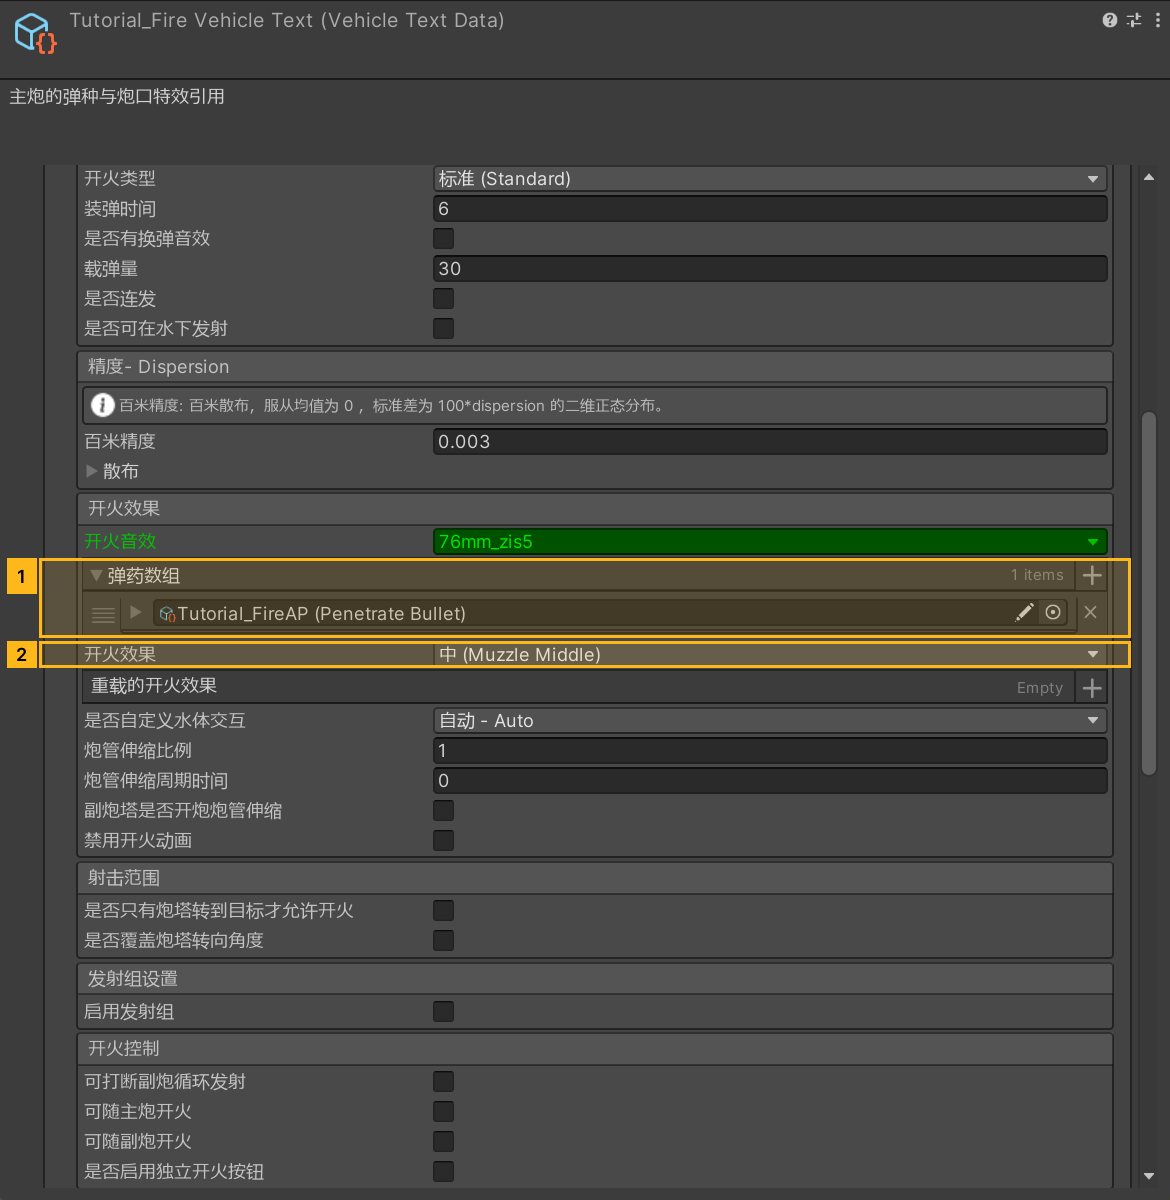 Tutorial_Fire Vehicle Text (Vehicle Text Data)
主炮的弹种与炮口特效引用
开火类型 标准 (Standard)
装弹时间 6
是否有换弹音效
载弹量 30
是否连发
是否可在水下发射
精度- Dispersion
百米精度: 百米散布，服从均值为 0 ，标准差为 100*dispersion 的二维正态分布。
百米精度 0.003
散布
开火效果
开火音效 76mm_zis5
1 弹药数组 1 items
Tutorial_FireAP (Penetrate Bullet)
2 开火效果 中 (Muzzle Middle)
重载的开火效果 Empty
是否自定义水体交互 自动 - Auto
炮管伸缩比例 1
炮管伸缩周期时间 0
副炮塔是否开炮炮管伸缩
禁用开火动画
射击范围
是否只有炮塔转到目标才允许开火
是否覆盖炮塔转向角度
发射组设置
启用发射组
开火控制
可打断副炮循环发射
可随主炮开火
可随副炮开火
是否启用独立开火按钮